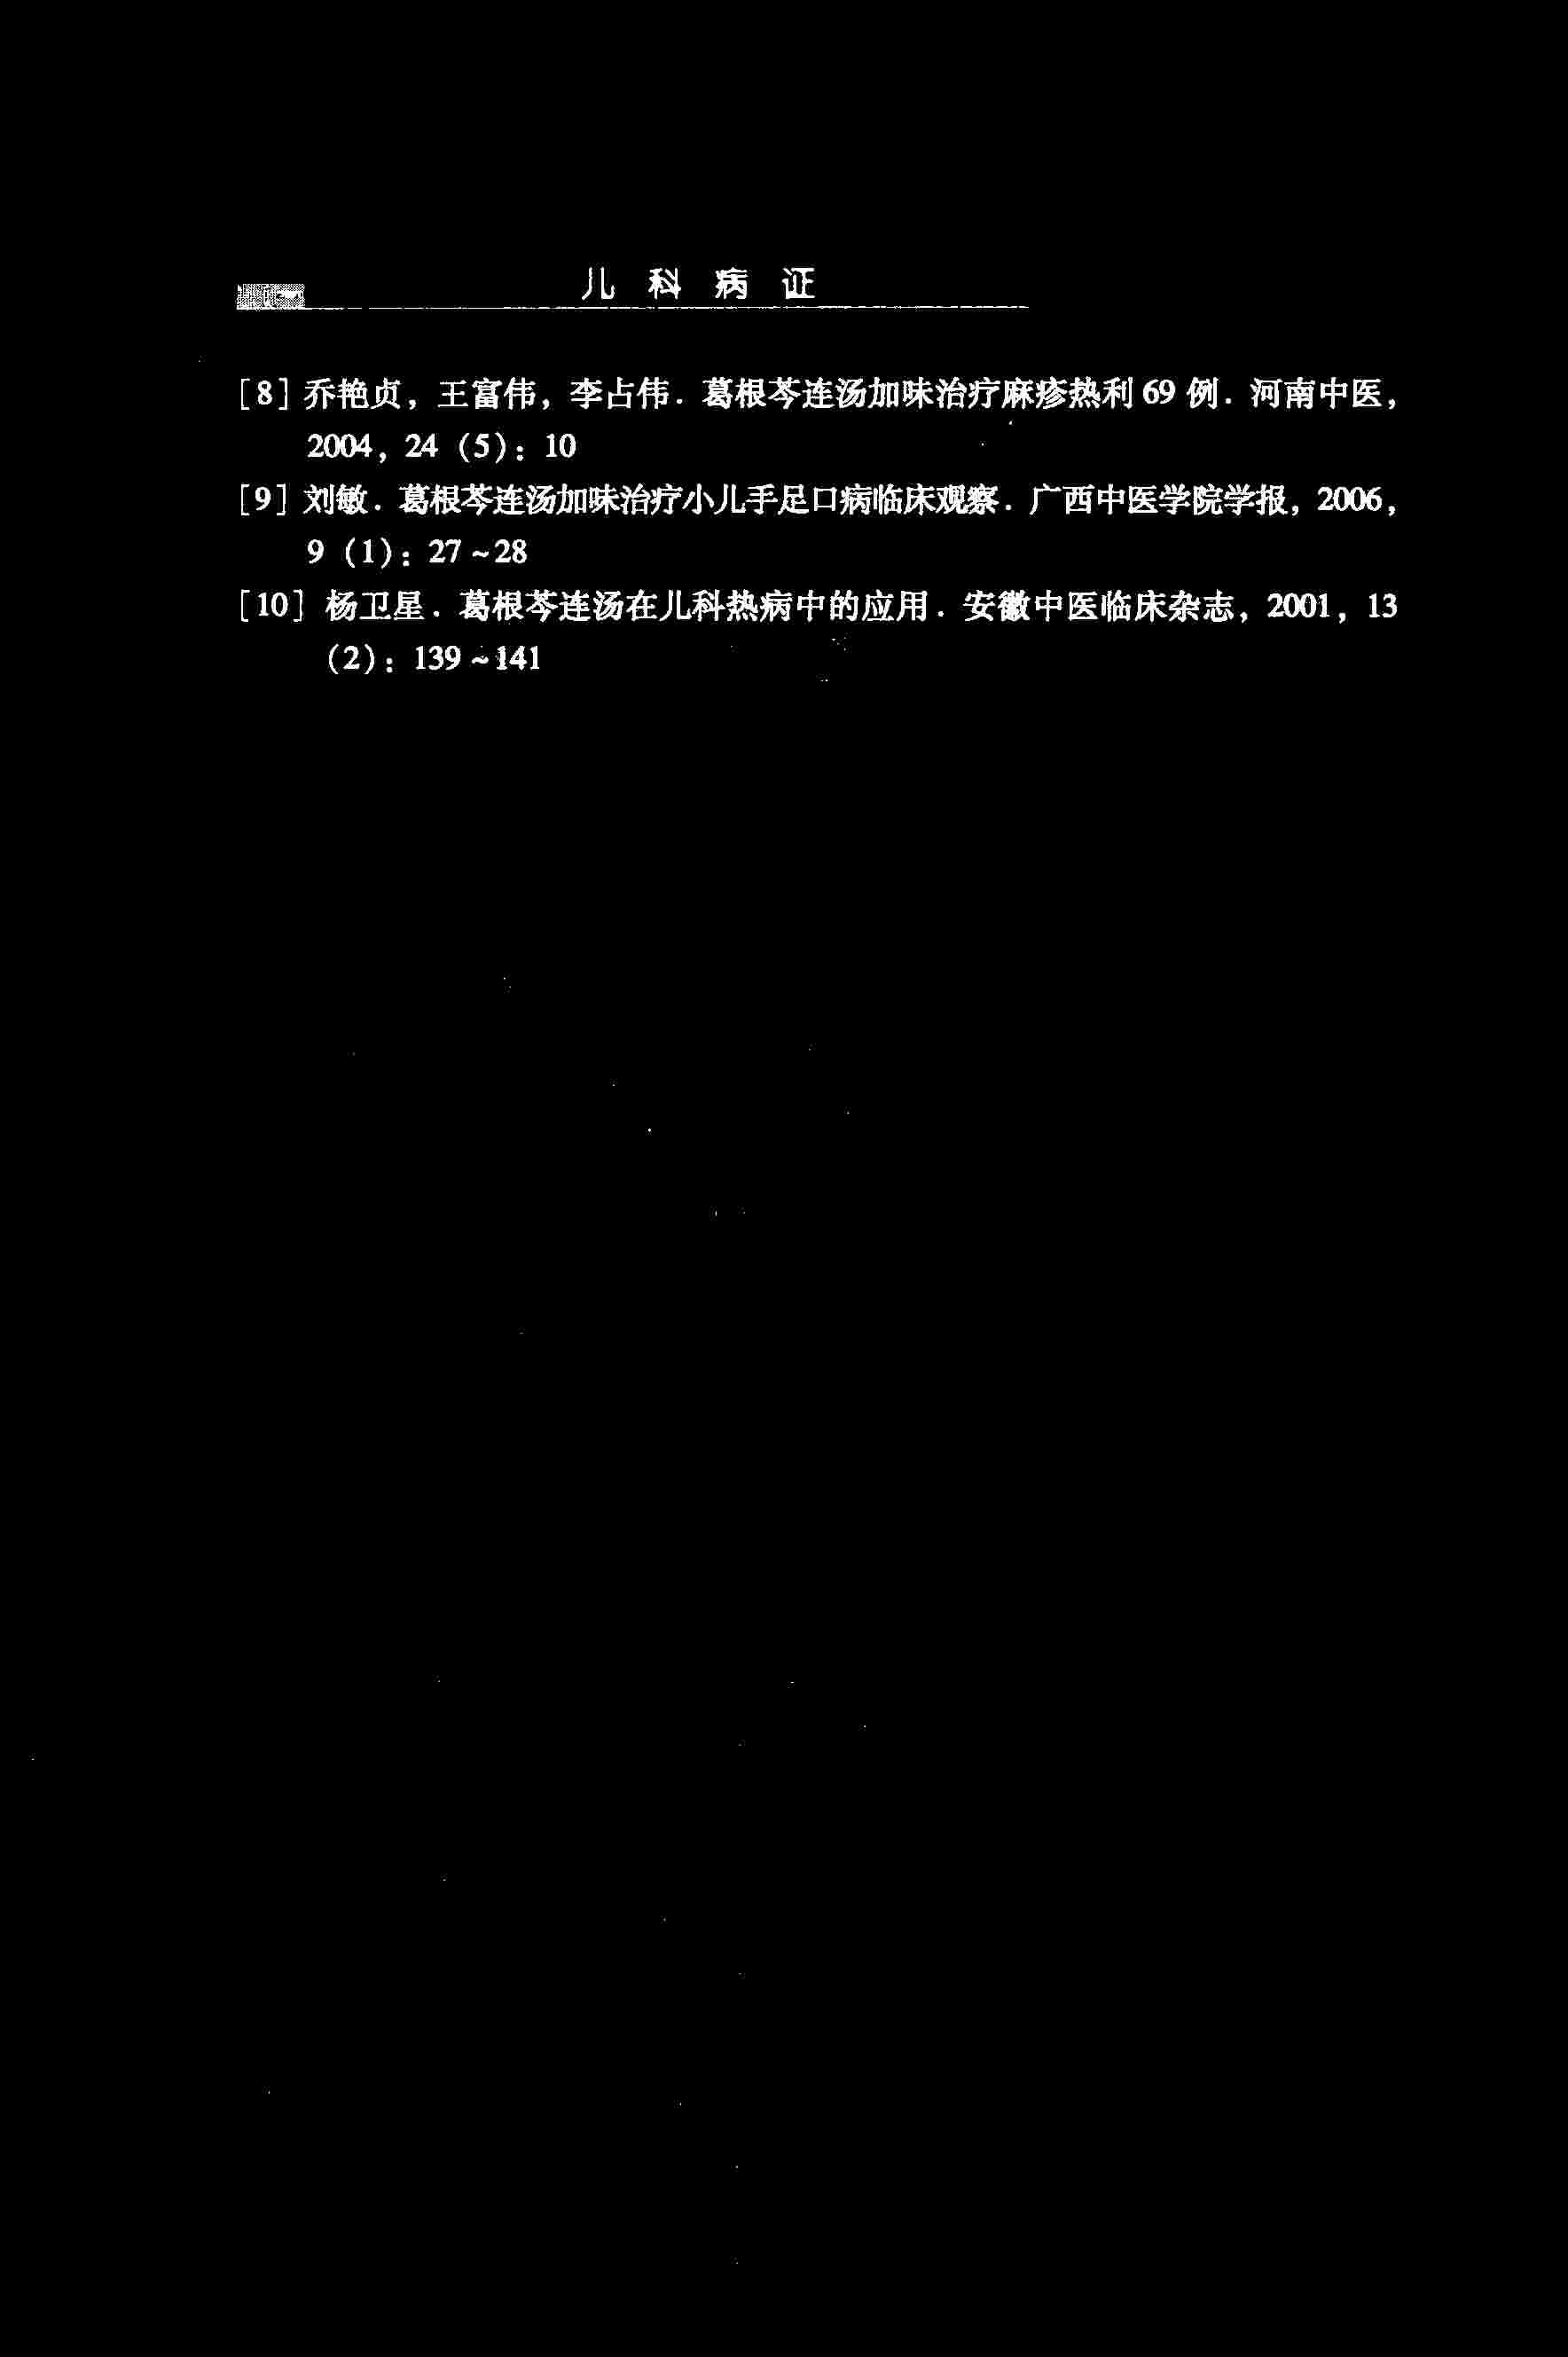 儿科病证
[8] 乔艳贞，王富伟，李占伟．葛根芩连汤加味治疗麻疹热利 69 例．河南中医，
2004，24（5）：10
[9] 刘敏．葛根芩连汤加味治疗小儿手足口病临床观察．广西中医学院学报，2006，
9（1）：27～28
[10] 杨卫星．葛根芩连汤在儿科热病中的应用．安徽中医临床杂志，2001，13
（2）：139～141